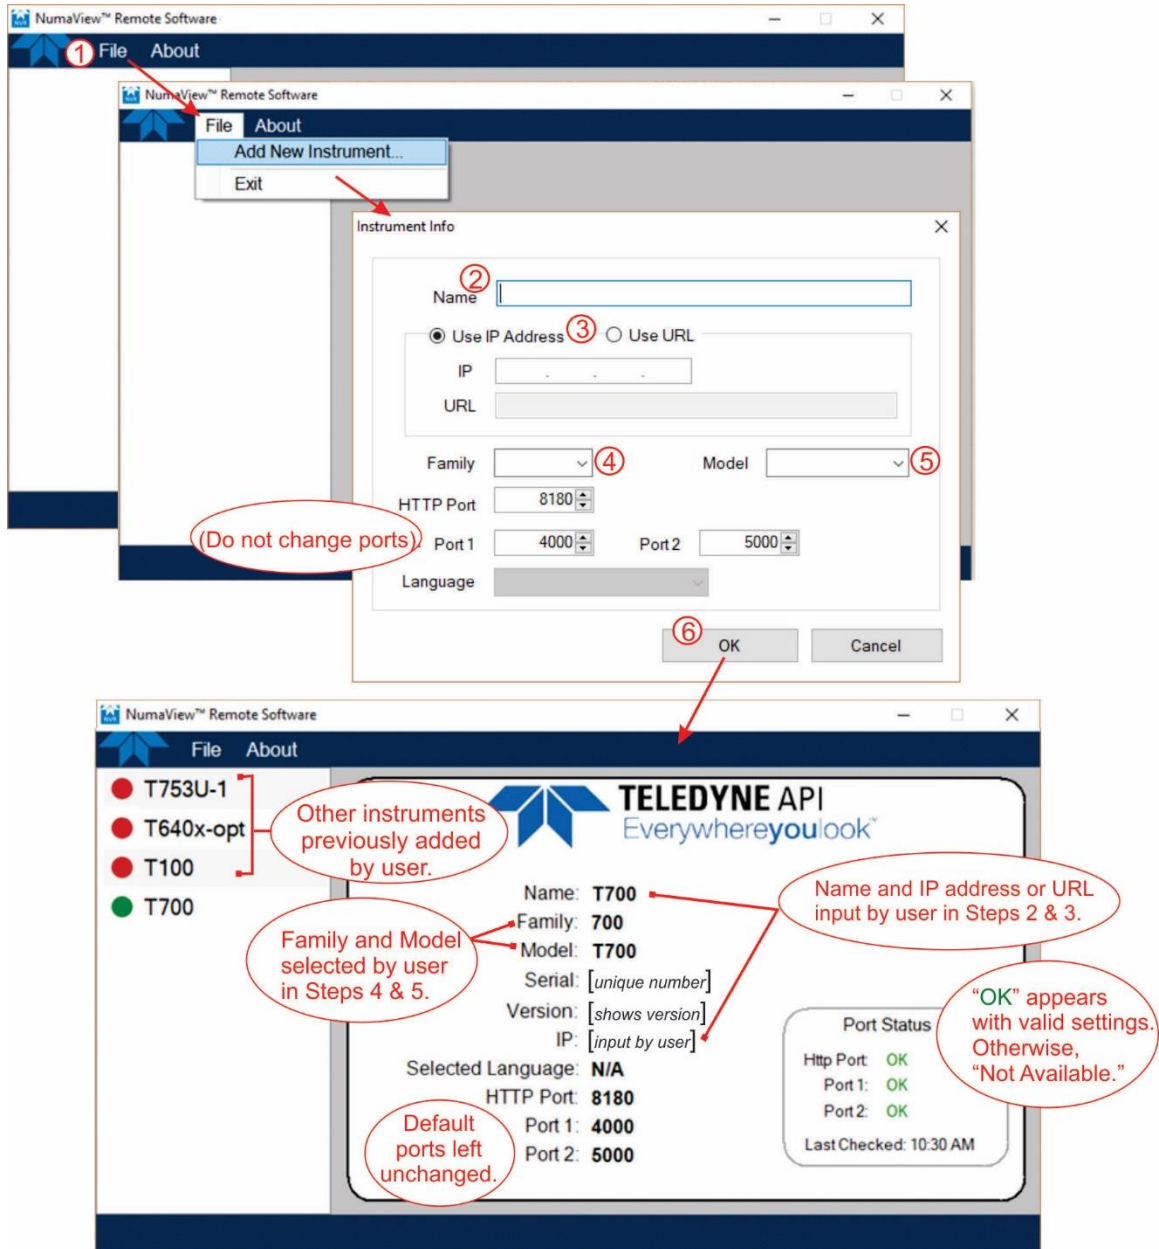 NumaView™ Remote Software
① File About
NumaView™ Remote Software
File About
Add New Instrument...
Exit
Instrument Info
② Name
Use IP Address ③ Use URL
IP . . .
URL
Family ④ Model ⑤
HTTP Port 8180
(Do not change ports).
Port 1 4000 Port 2 5000
Language
⑥ OK Cancel
NumaView™ Remote Software
File About
T753U-1
T640x-opt
T100
T700
Other instruments
previously added
by user.
TELEDYNE API
Everywhereyoulook™
Name: T700
Family: 700
Model: T700
Serial: [unique number]
Version: [shows version]
IP: [input by user]
Selected Language: N/A
HTTP Port: 8180
Port 1: 4000
Port 2: 5000
Name and IP address or URL
input by user in Steps 2 & 3.
Family and Model
selected by user
in Steps 4 & 5.
Default
ports left
unchanged.
Port Status
Http Port: OK
Port 1: OK
Port 2: OK
Last Checked: 10:30 AM
“OK” appears
with valid settings.
Otherwise,
“Not Available.”